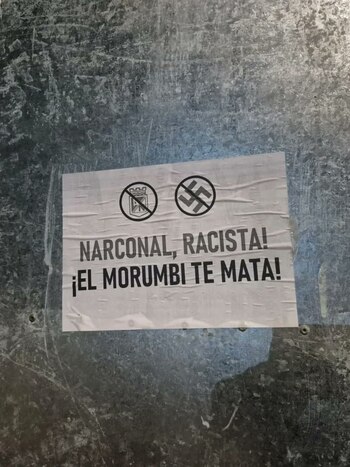 NARCONAL, RACISTA!
¡EL MORUMBI TE MATA!